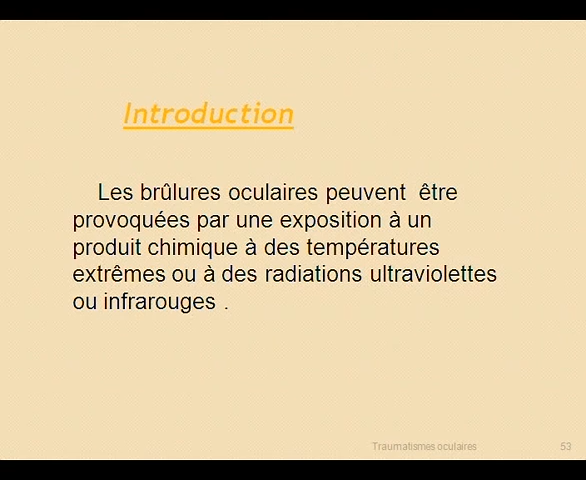 Introduction
Les brûlures oculaires peuvent être
provoquées par une exposition à un
produit chimique à des températures
extrêmes ou à des radiations ultraviolettes
ou infrarouges .
Traumatismes oculaires 53